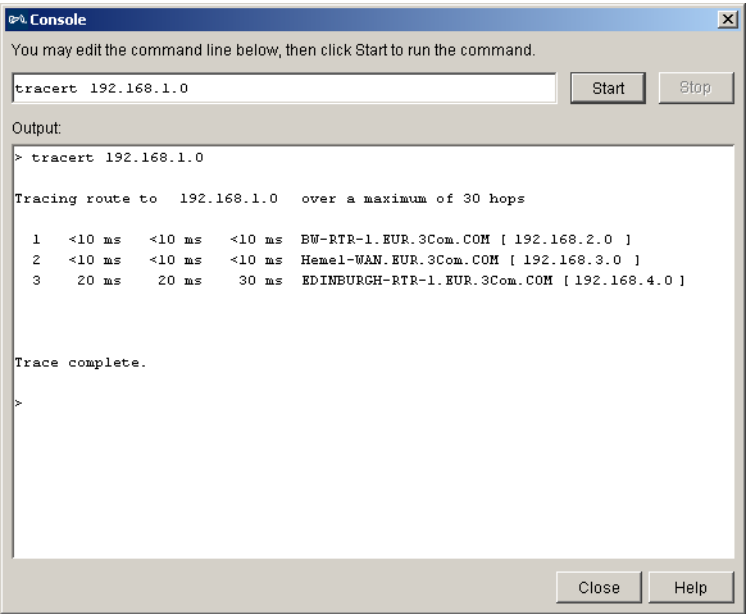 Console
You may edit the command line below, then click Start to run the command.
tracert 192.168.1.0
Start
Stop
Output:
> tracert 192.168.1.0
Tracing route to 192.168.1.0 over a maximum of 30 hops
1 <10 ms <10 ms <10 ms BW-RTR-1.EUR.3Com.COM [ 192.168.2.0 ]
2 <10 ms <10 ms <10 ms Hemel-WAN.EUR.3Com.COM [ 192.168.3.0 ]
3 20 ms 20 ms 30 ms EDINBURGH-RTR-1.EUR.3Com.COM [ 192.168.4.0 ]
Trace complete.
>
Close
Help